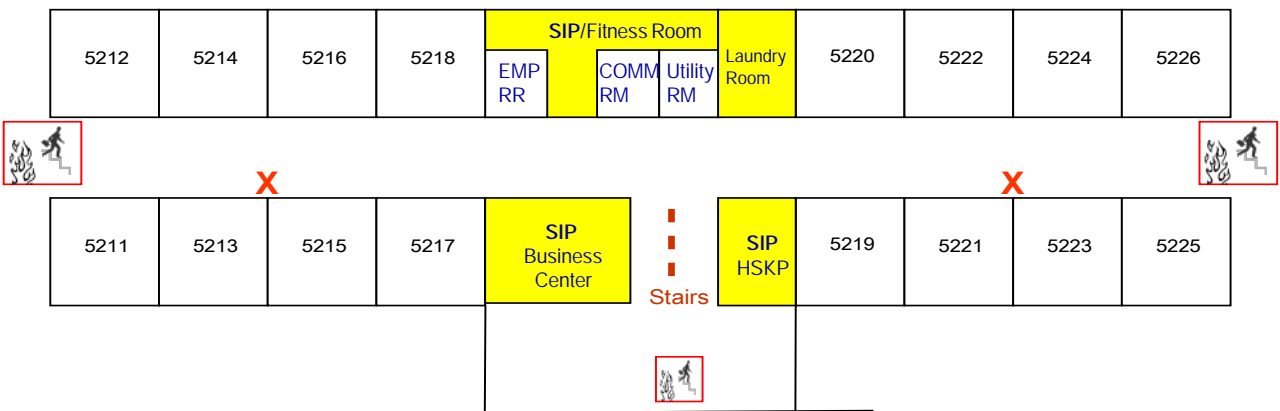 5212
5214
5216
5218
SIP/Fitness Room
EMP
RR
COMM
RM
Utility
RM
Laundry
Room
5220
5222
5224
5226
X
X
5211
5213
5215
5217
SIP
Business
Center
Stairs
SIP
HSKP
5219
5221
5223
5225